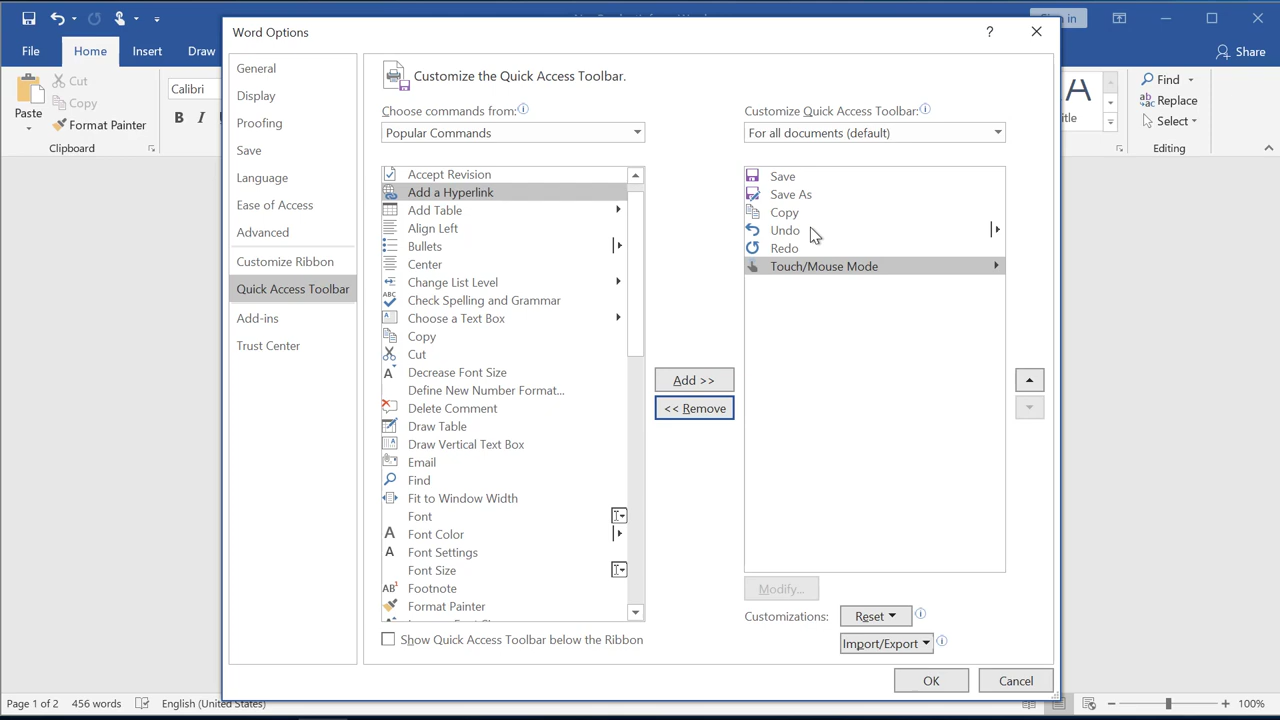 Word Options
?
Sign in
File
Home
Insert
Draw
Share
Paste
Cut
Copy
Format Painter
Clipboard
Calibri
B
I
General
Display
Proofing
Save
Language
Ease of Access
Advanced
Customize Ribbon
Quick Access Toolbar
Add-ins
Trust Center
Customize the Quick Access Toolbar.
Choose commands from:
Popular Commands
Accept Revision
Add a Hyperlink
Add Table
Align Left
Bullets
Center
Change List Level
Check Spelling and Grammar
Choose a Text Box
Copy
Cut
Decrease Font Size
Define New Number Format...
Delete Comment
Draw Table
Draw Vertical Text Box
Email
Find
Fit to Window Width
Font
Font Color
Font Settings
Font Size
Footnote
Format Painter
Show Quick Access Toolbar below the Ribbon
Add >>
<< Remove
Customize Quick Access Toolbar:
For all documents (default)
Save
Save As
Copy
Undo
Redo
Touch/Mouse Mode
Modify...
Customizations:
Reset
Import/Export
OK
Cancel
Find
Replace
Select
Editing
Page 1 of 2
456 words
English (United States)
100%